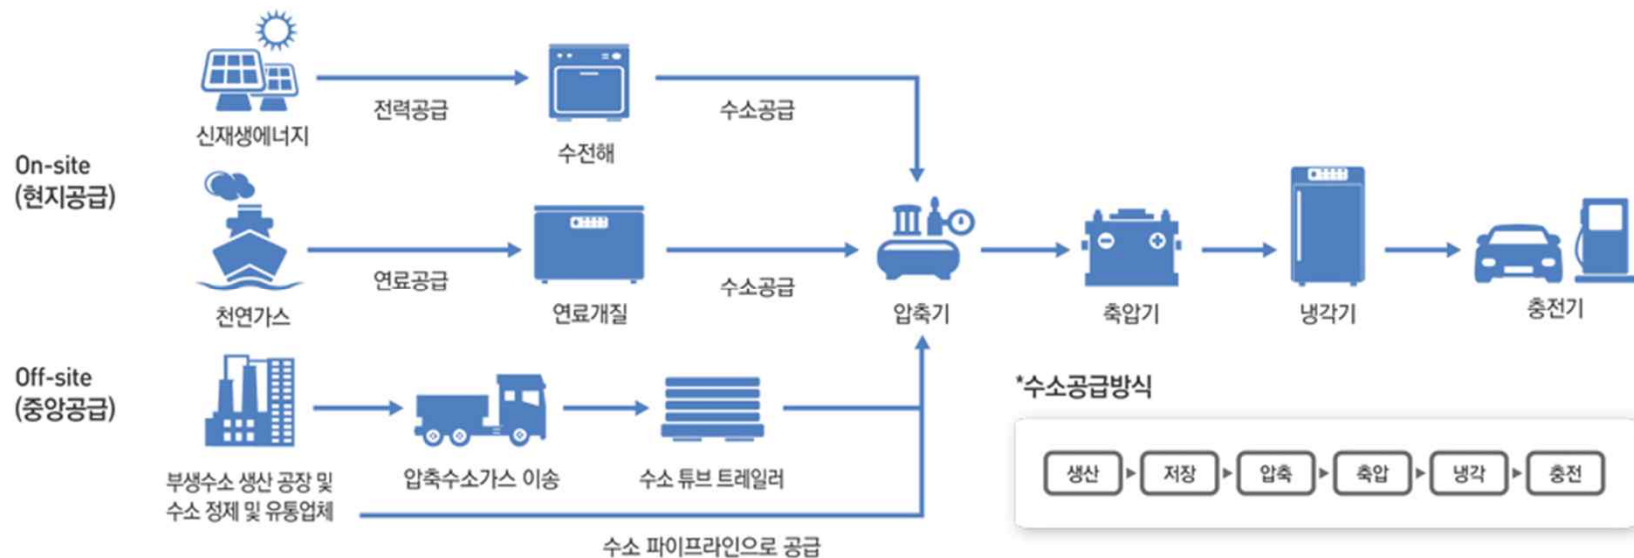 신재생에너지
전력공급
수전해
수소공급
On-site
(현지공급)
천연가스
연료공급
연료개질
수소공급
압축기
축압기
냉각기
충전기
Off-site
(중앙공급)
부생수소 생산 공장 및
수소 정제 및 유통업체
압축수소가스 이송
수소 튜브 트레일러
수소 파이프라인으로 공급
*수소공급방식
생산
저장
압축
축압
냉각
충전